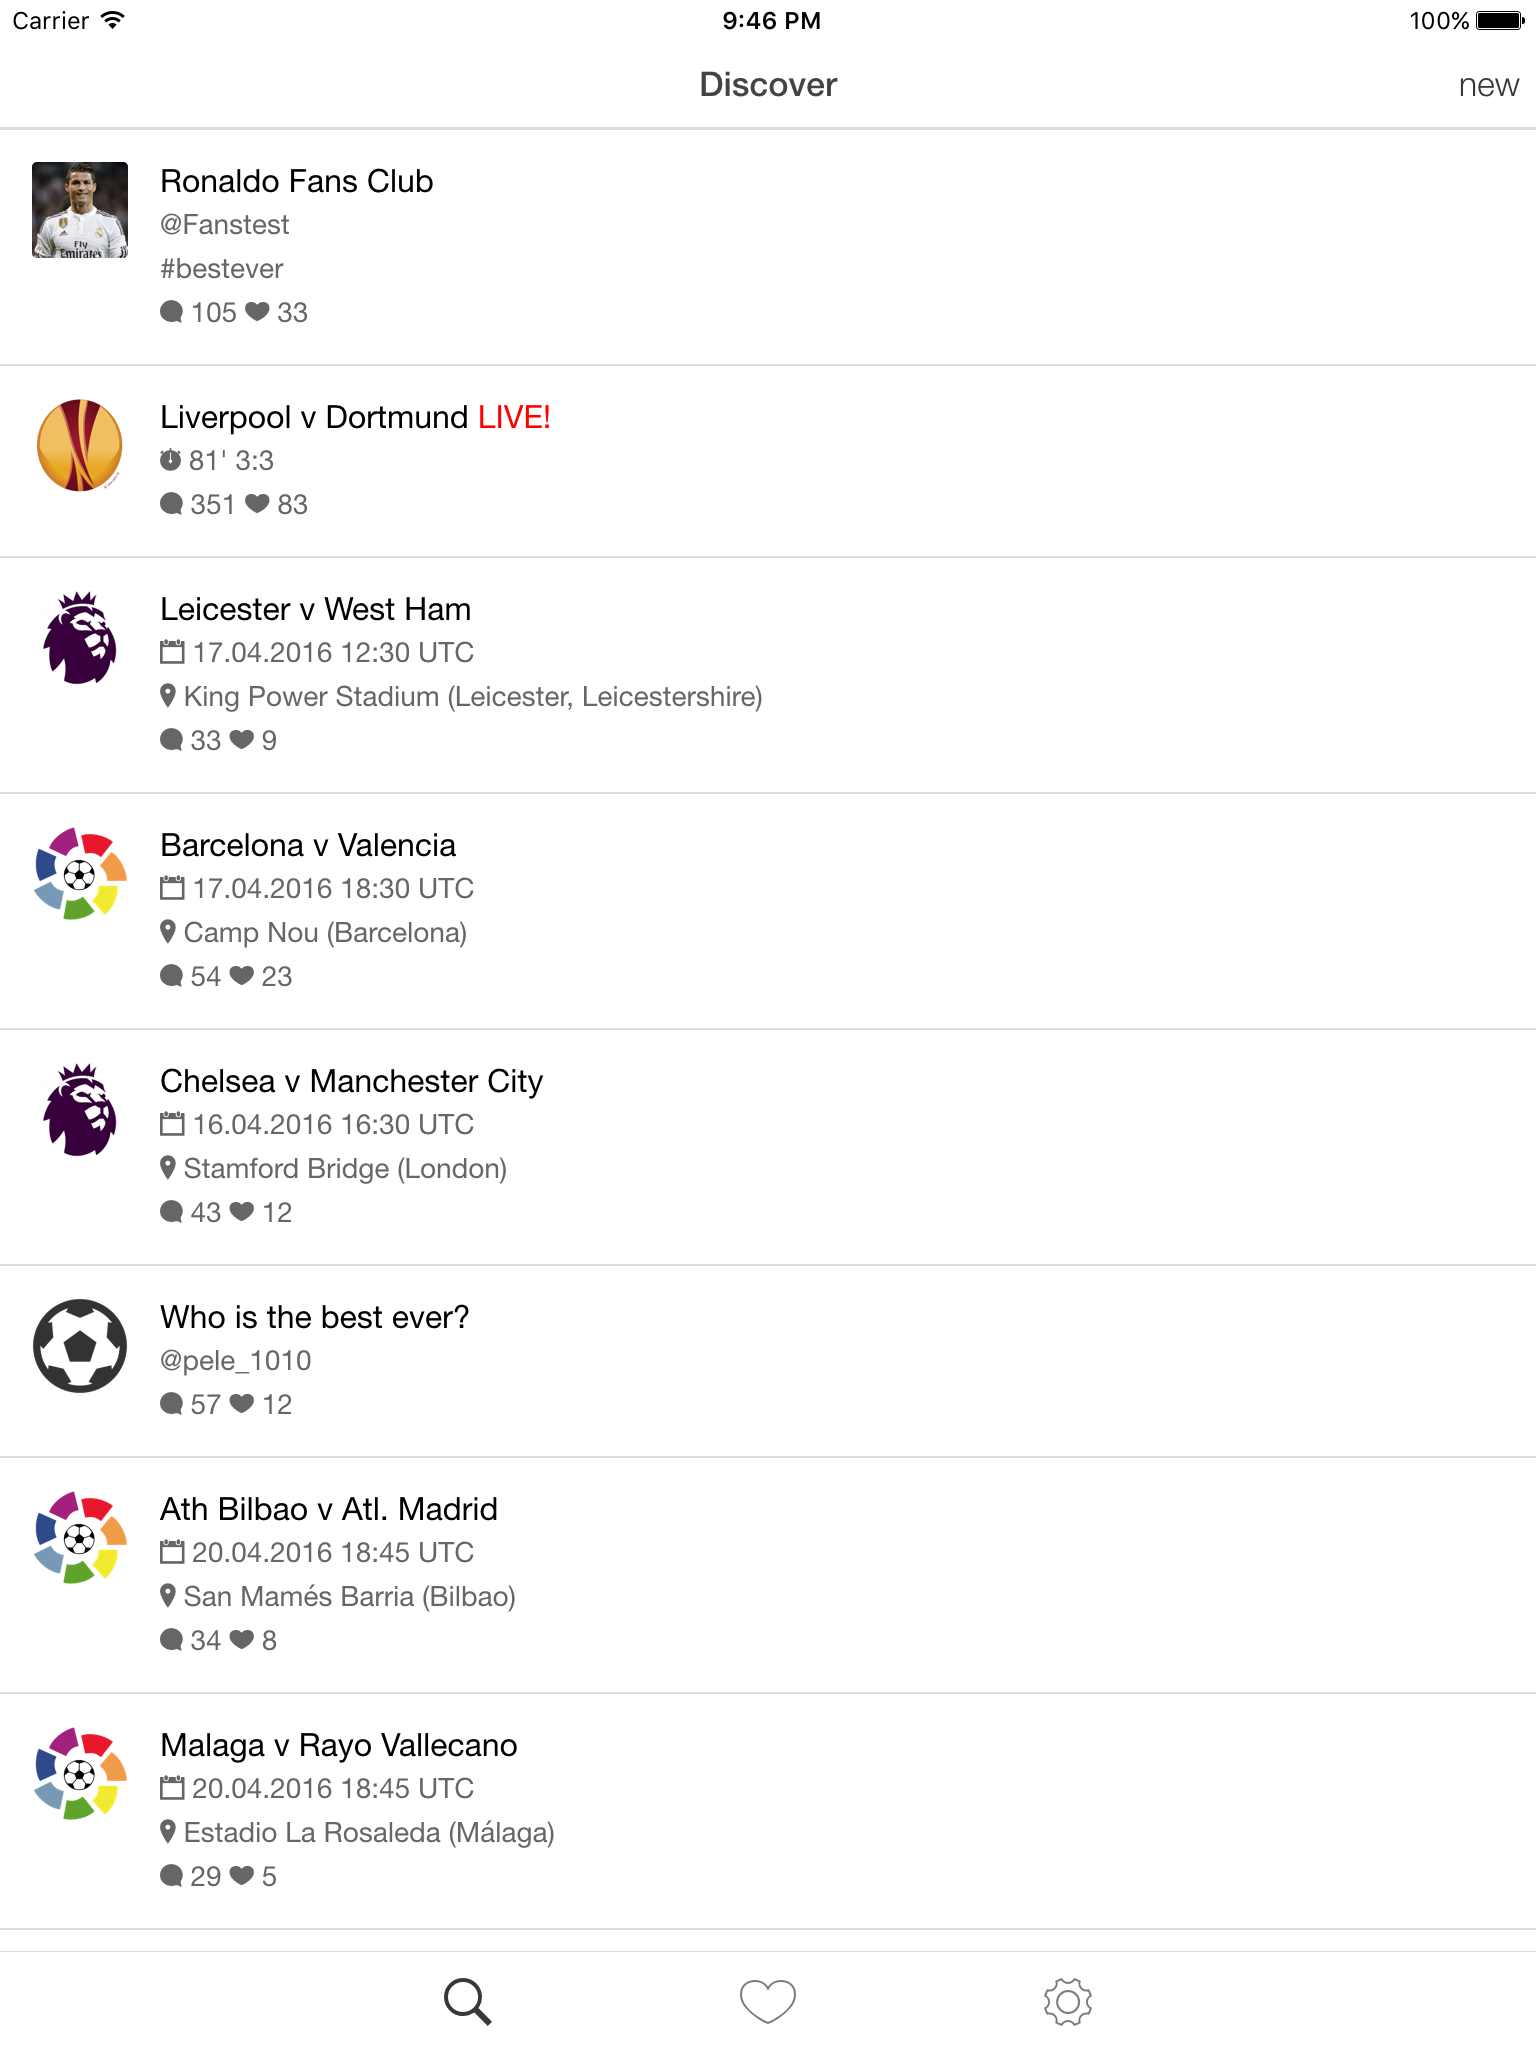 Carrier 9:46 PM 100%
Discover new
Fly
Emirates
Ronaldo Fans Club
@Fanstest
#bestever
105 33
Liverpool v Dortmund LIVE!
81' 3:3
351 83
Leicester v West Ham
17.04.2016 12:30 UTC
King Power Stadium (Leicester, Leicestershire)
33 9
Barcelona v Valencia
17.04.2016 18:30 UTC
Camp Nou (Barcelona)
54 23
Chelsea v Manchester City
16.04.2016 16:30 UTC
Stamford Bridge (London)
43 12
Who is the best ever?
@pele_1010
57 12
Ath Bilbao v Atl. Madrid
20.04.2016 18:45 UTC
San Mamés Barria (Bilbao)
34 8
Malaga v Rayo Vallecano
20.04.2016 18:45 UTC
Estadio La Rosaleda (Málaga)
29 5